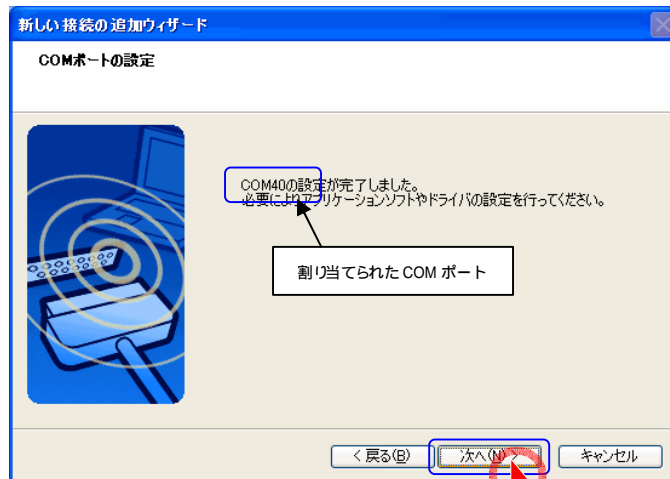 新しい接続の追加ウィザード
COMポートの設定
COM40の設定が完了しました。
必要によりアプリケーションソフトやドライバの設定を行ってください。
割り当てられた COM ポート
< 戻る(B)
次へ(N) >
キャンセル